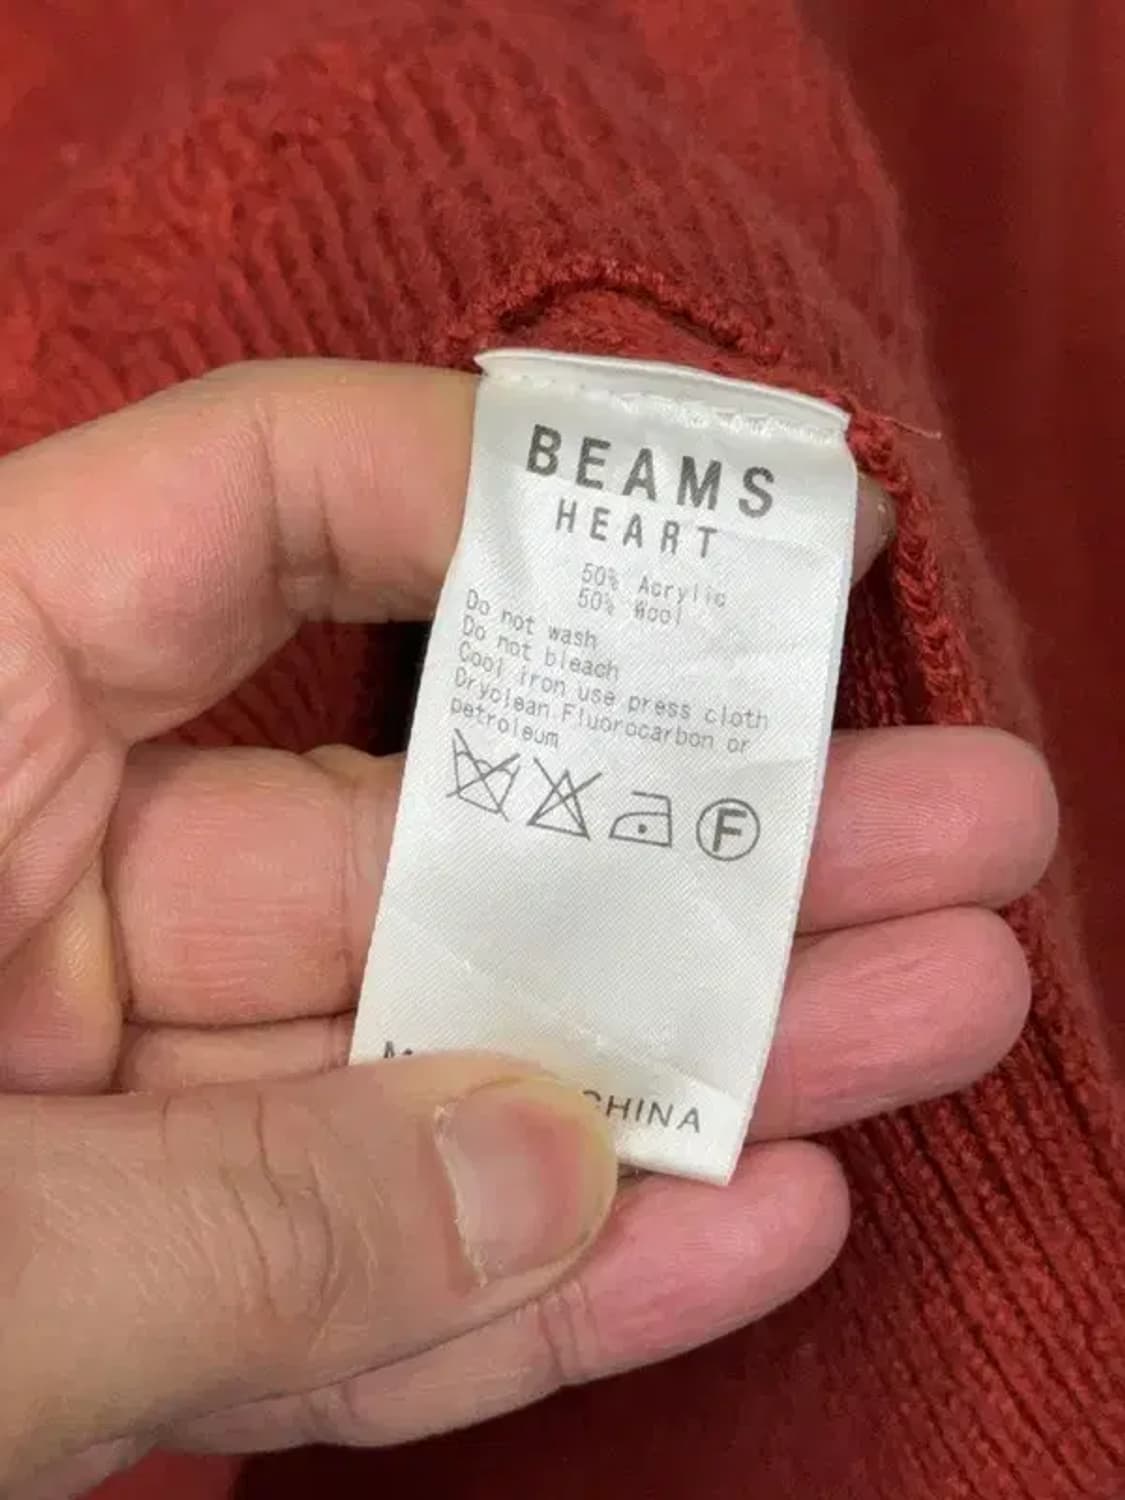 BEAMS
HEART
50% Acrylic
50% Wool
Do not wash
Do not bleach
Cool iron use press cloth
Dryclean Fluorocarbon or
petroleum
F
CHINA